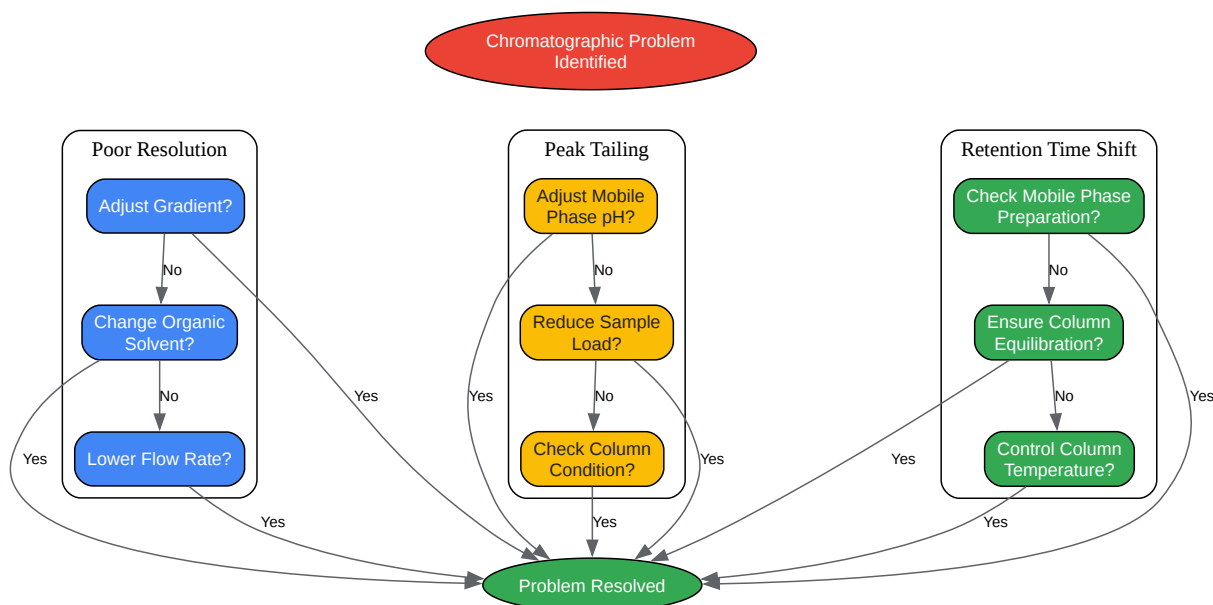 Chromatographic Problem
Identified
Poor Resolution
Adjust Gradient?
No
Change Organic
Solvent?
No
Lower Flow Rate?
Yes
Yes
Yes
Peak Tailing
Adjust Mobile
Phase pH?
No
Reduce Sample
Load?
No
Check Column
Condition?
Yes
Yes
Yes
Retention Time Shift
Check Mobile Phase
Preparation?
No
Ensure Column
Equilibration?
No
Control Column
Temperature?
Yes
Yes
Yes
Problem Resolved